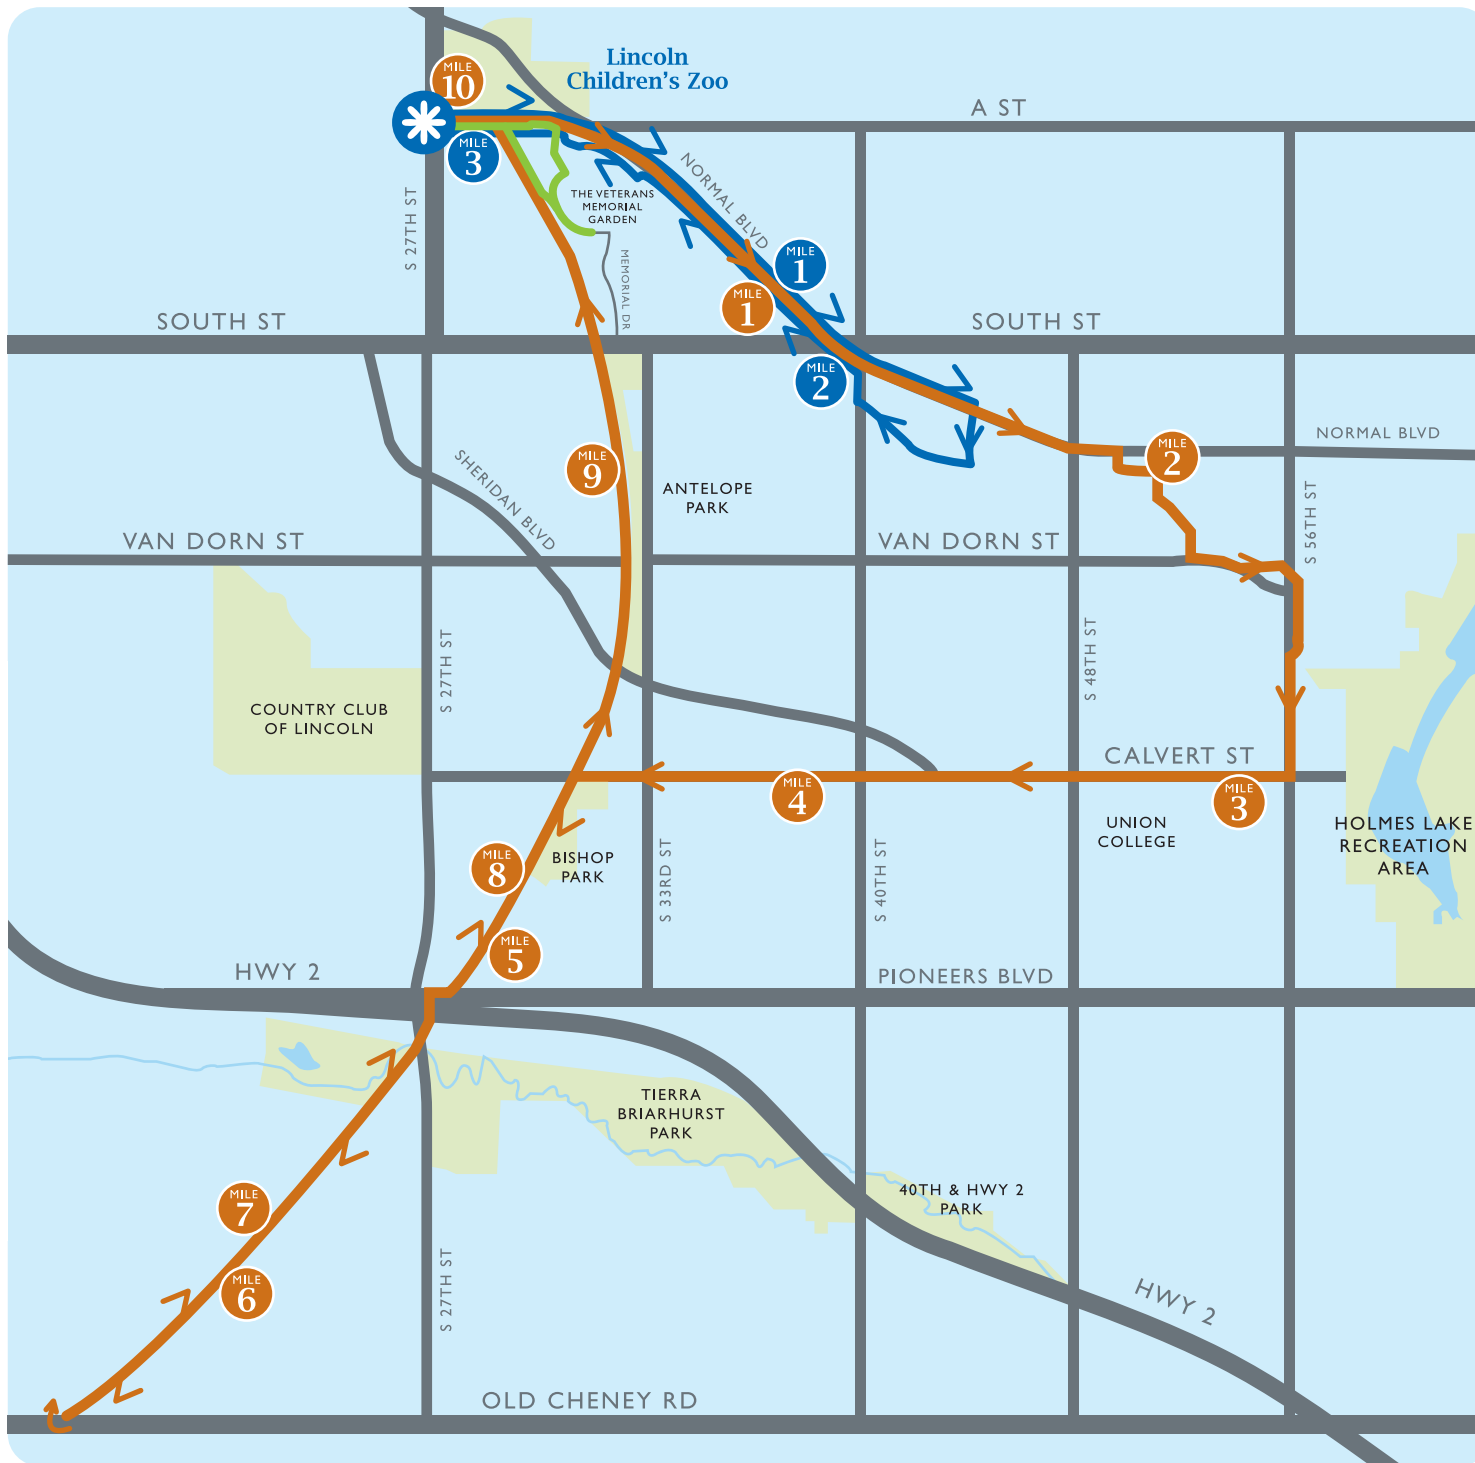 Lincoln
Children's Zoo
MILE
10
MILE
3
A ST
NORMAL BLVD
THE VETERANS
MEMORIAL
GARDEN
S 27TH ST
MEMORIAL DR
MILE
1
MILE
1
SOUTH ST
SOUTH ST
MILE
2
NORMAL BLVD
MILE
2
SHERIDAN BLVD
MILE
9
ANTELOPE
PARK
S 56TH ST
VAN DORN ST
VAN DORN ST
S 27TH ST
S 48TH ST
COUNTRY CLUB
OF LINCOLN
CALVERT ST
MILE
4
MILE
3
UNION
COLLEGE
HOLMES LAKE
RECREATION
AREA
MILE
8
BISHOP
PARK
S 33RD ST
S 40TH ST
MILE
5
HWY 2
PIONEERS BLVD
TIERRA
BRIARHURST
PARK
40TH & HWY 2
PARK
MILE
7
MILE
6
S 27TH ST
HWY 2
OLD CHENEY RD